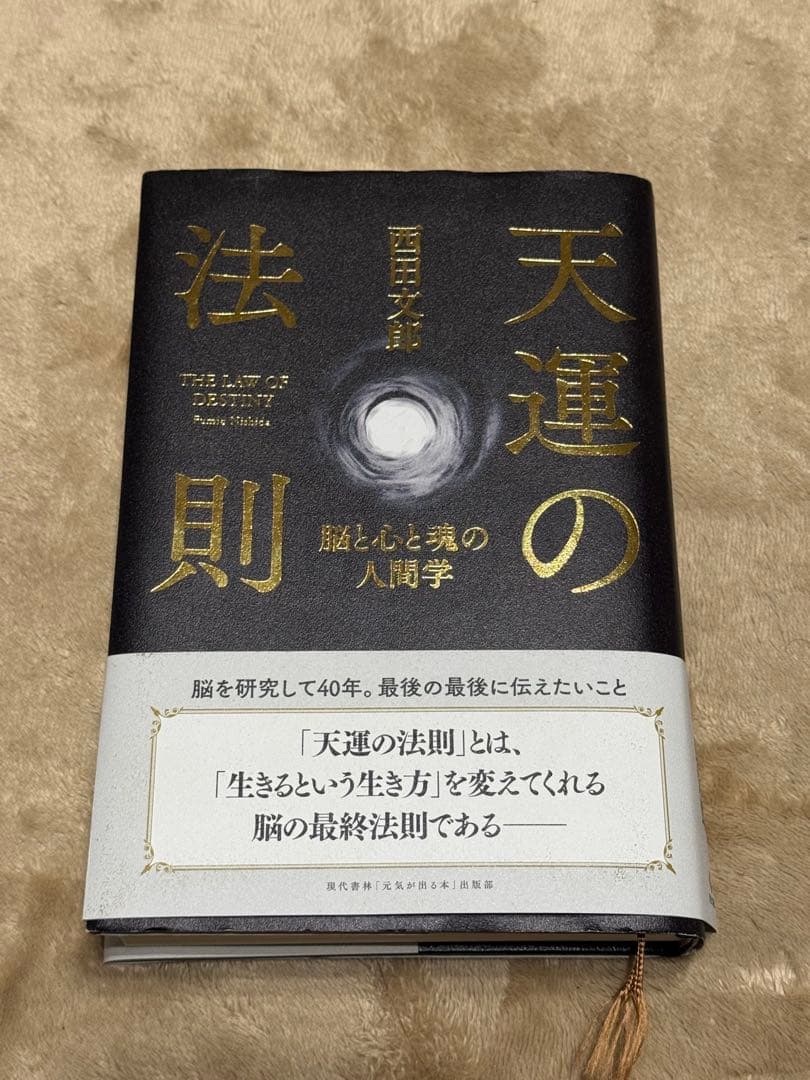 天運の
法則
西田文郎
THE LAW OF
DESTINY
Fumio Nishida
脳と心と魂の
人間学
脳を研究して40年。最後の最後に伝えたいこと
「天運の法則」とは、
「生きるという生き方」を変えてくれる
脳の最終法則である――
現代書林「元気が出る本」出版部